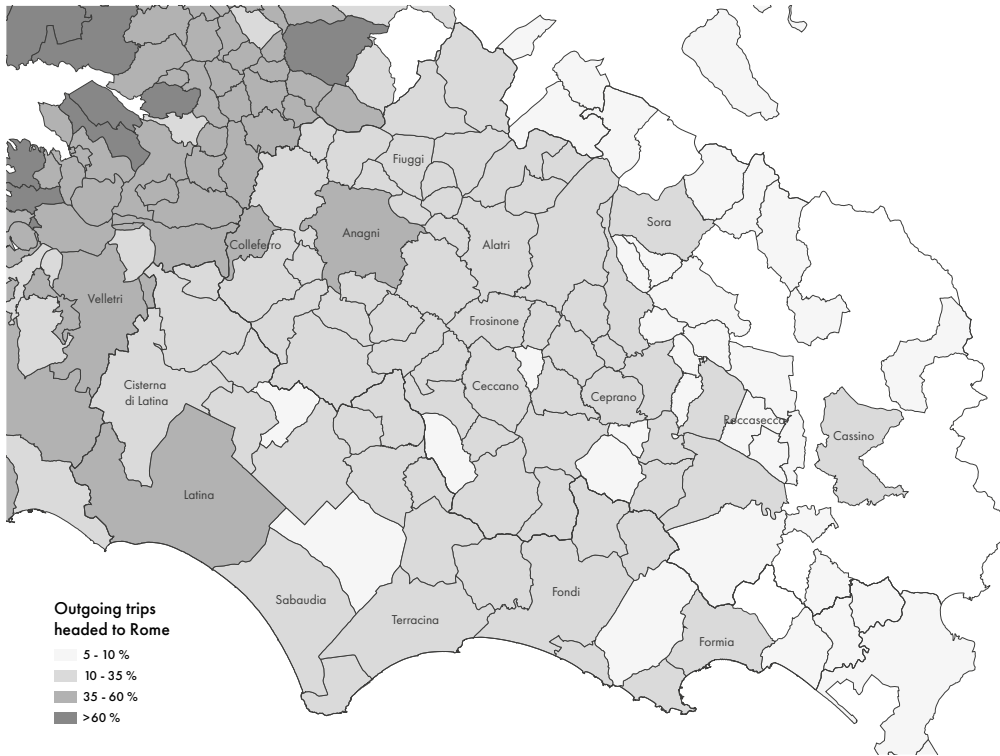 Fiuggi
Sora
Anagni
Colleferro
Alatri
Velletri
Frosinone
Cisterna
di Latina
Ceccano
Ceprano
Roccasecca
Cassino
Latina
Sabaudia
Fondi
Terracina
Formia
Outgoing trips
headed to Rome
5 - 10 %
10 - 35 %
35 - 60 %
>60 %